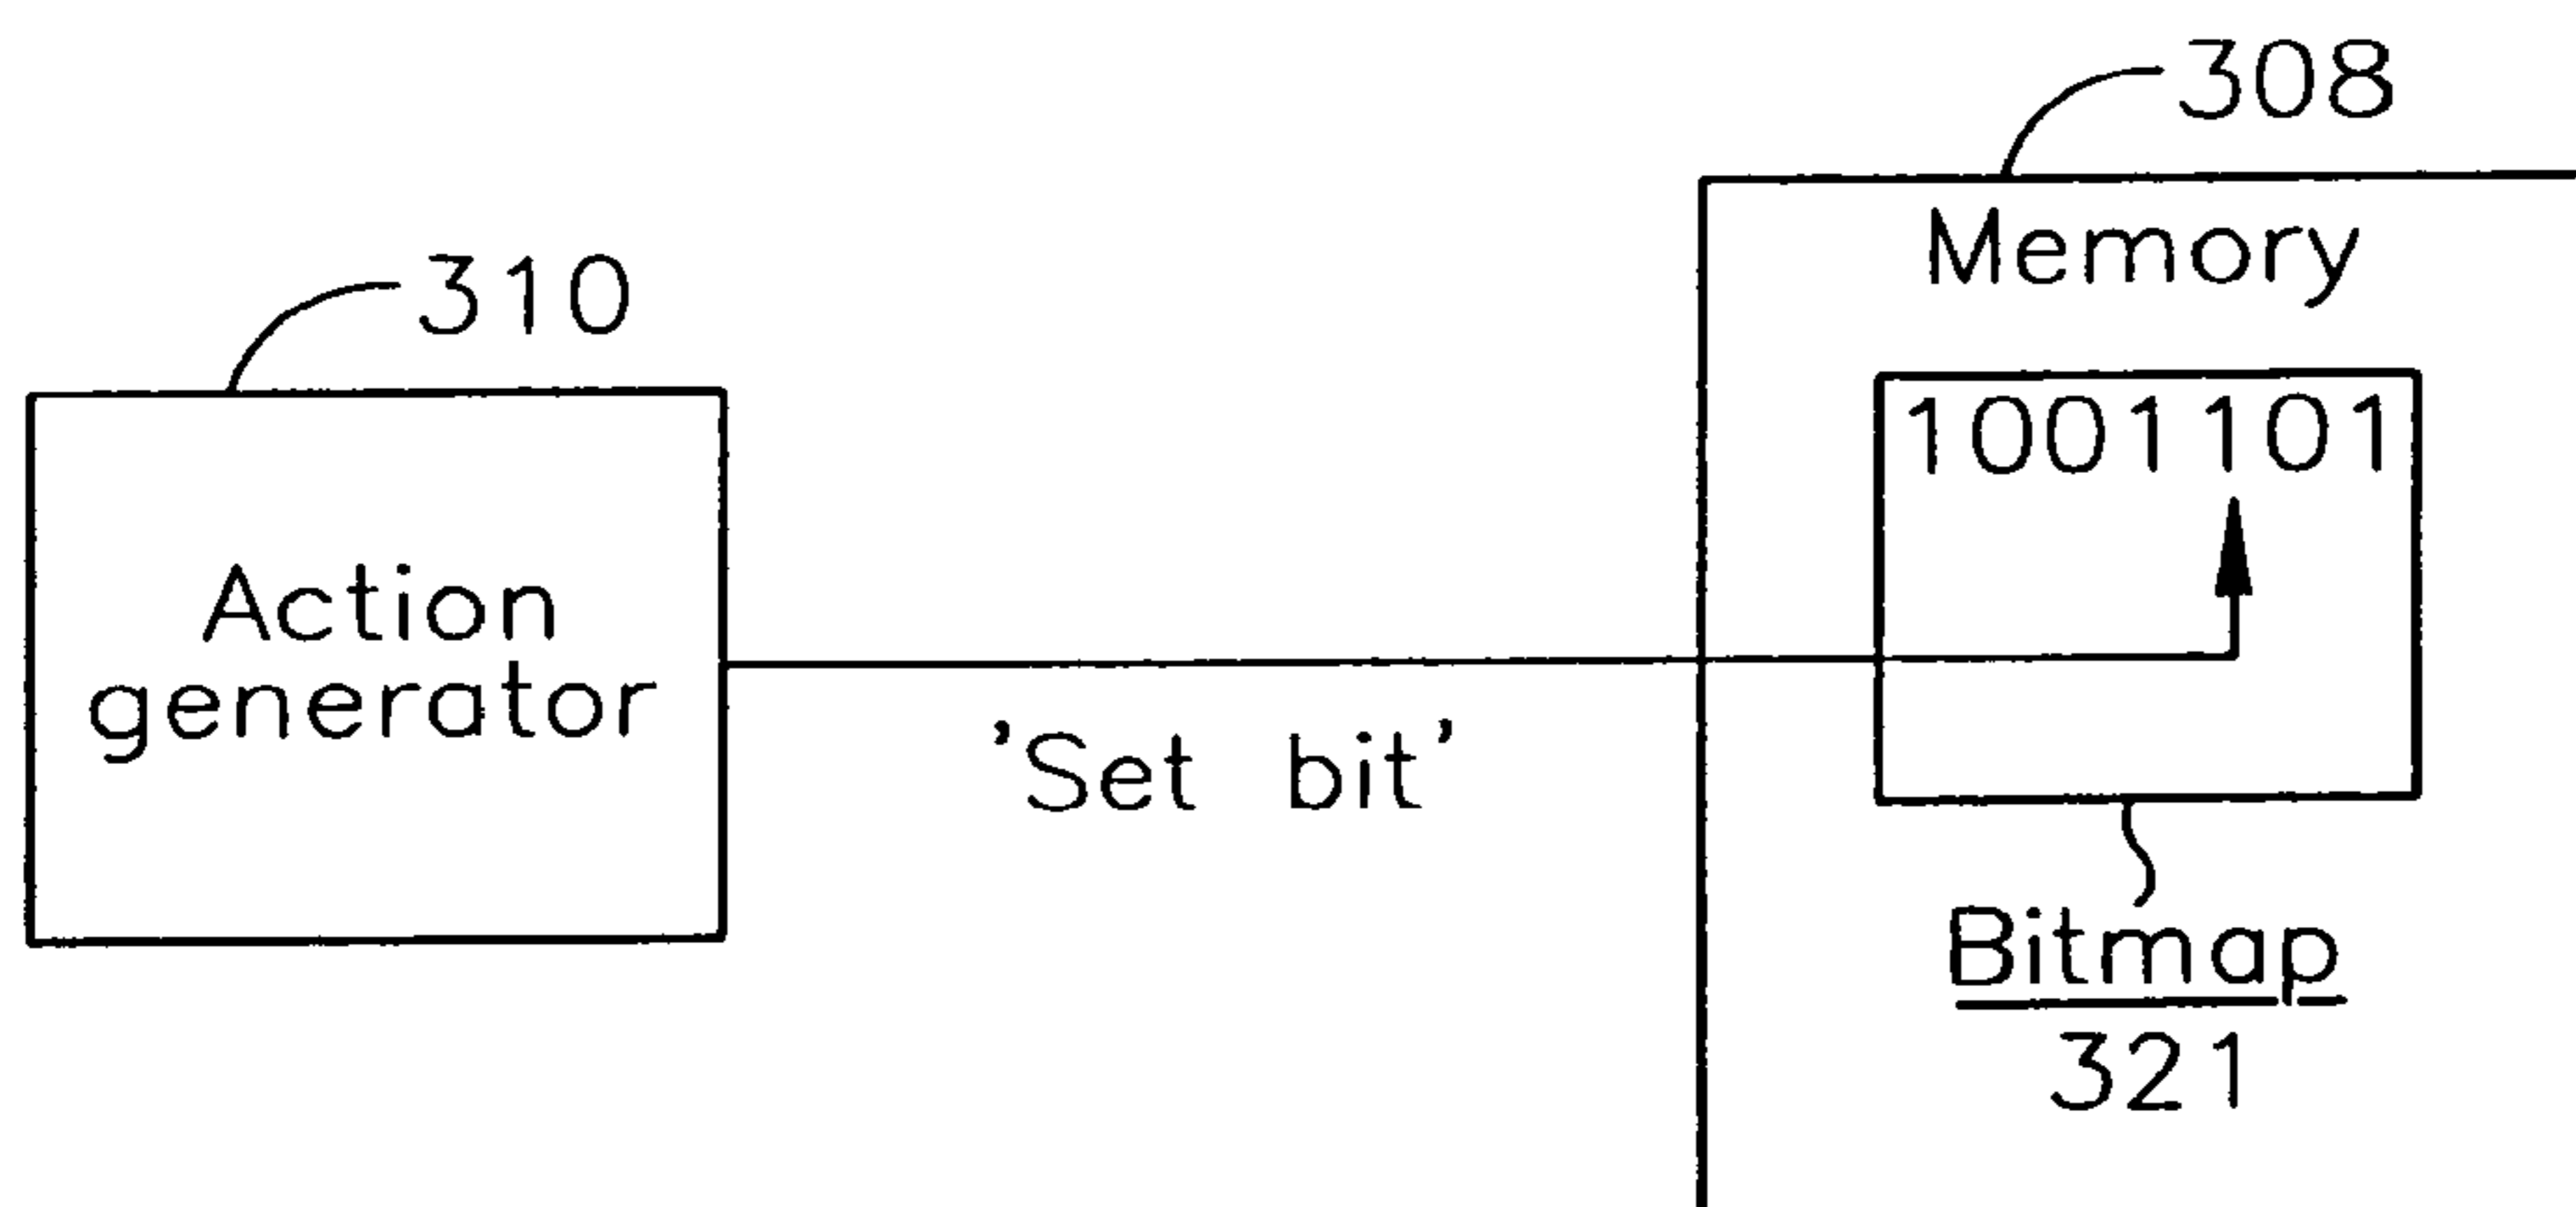 308
Memory
310
1001101
Action
generator
'Set bit'
Bitmap
321